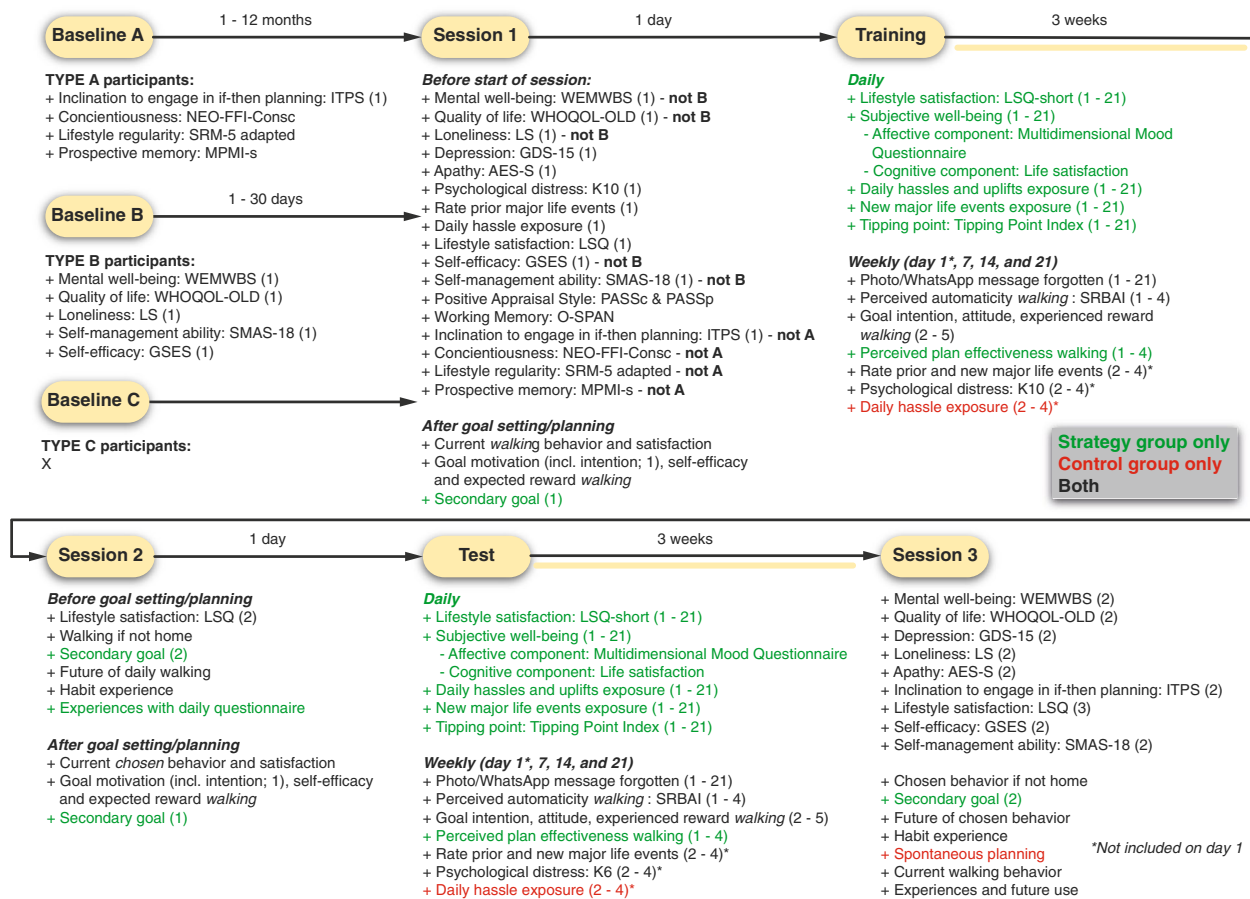 Baseline A
1 - 12 months
Session 1
1 day
Training
3 weeks
TYPE A participants:
+ Inclination to engage in if-then planning: ITPS (1)
+ Concientiousness: NEO-FFI-Consc
+ Lifestyle regularity: SRM-5 adapted
+ Prospective memory: MPMI-s
Baseline B
1 - 30 days
TYPE B participants:
+ Mental well-being: WEMWBS (1)
+ Quality of life: WHOQOL-OLD (1)
+ Loneliness: LS (1)
+ Self-management ability: SMAS-18 (1)
+ Self-efficacy: GSES (1)
Baseline C
TYPE C participants:
X
Before start of session:
+ Mental well-being: WEMWBS (1) - not B
+ Quality of life: WHOQOL-OLD (1) - not B
+ Loneliness: LS (1) - not B
+ Depression: GDS-15 (1)
+ Apathy: AES-S (1)
+ Psychological distress: K10 (1)
+ Rate prior major life events (1)
+ Daily hassle exposure (1)
+ Lifestyle satisfaction: LSQ (1)
+ Self-efficacy: GSES (1) - not B
+ Self-management ability: SMAS-18 (1) - not B
+ Positive Appraisal Style: PASSc & PASSp
+ Working Memory: O-SPAN
+ Inclination to engage in if-then planning: ITPS (1) - not A
+ Concientiousness: NEO-FFI-Consc - not A
+ Lifestyle regularity: SRM-5 adapted - not A
+ Prospective memory: MPMI-s - not A
After goal setting/planning
+ Current walking behavior and satisfaction
+ Goal motivation (incl. intention; 1), self-efficacy
and expected reward walking
+ Secondary goal (1)
Daily
+ Lifestyle satisfaction: LSQ-short (1 - 21)
+ Subjective well-being (1 - 21)
- Affective component: Multidimensional Mood
Questionnaire
- Cognitive component: Life satisfaction
+ Daily hassles and uplifts exposure (1 - 21)
+ New major life events exposure (1 - 21)
+ Tipping point: Tipping Point Index (1 - 21)
Weekly (day 1*, 7, 14, and 21)
+ Photo/WhatsApp message forgotten (1 - 21)
+ Perceived automaticity walking : SRBAI (1 - 4)
+ Goal intention, attitude, experienced reward
walking (2 - 5)
+ Perceived plan effectiveness walking (1 - 4)
+ Rate prior and new major life events (2 - 4)*
+ Psychological distress: K10 (2 - 4)*
+ Daily hassle exposure (2 - 4)*
Strategy group only
Control group only
Both
Session 2
1 day
Test
3 weeks
Session 3
Before goal setting/planning
+ Lifestyle satisfaction: LSQ (2)
+ Walking if not home
+ Secondary goal (2)
+ Future of daily walking
+ Habit experience
+ Experiences with daily questionnaire
After goal setting/planning
+ Current chosen behavior and satisfaction
+ Goal motivation (incl. intention; 1), self-efficacy
and expected reward walking
+ Secondary goal (1)
Daily
+ Lifestyle satisfaction: LSQ-short (1 - 21)
+ Subjective well-being (1 - 21)
- Affective component: Multidimensional Mood Questionnaire
- Cognitive component: Life satisfaction
+ Daily hassles and uplifts exposure (1 - 21)
+ New major life events exposure (1 - 21)
+ Tipping point: Tipping Point Index (1 - 21)
Weekly (day 1*, 7, 14, and 21)
+ Photo/WhatsApp message forgotten (1 - 21)
+ Perceived automaticity walking : SRBAI (1 - 4)
+ Goal intention, attitude, experienced reward walking (2 - 5)
+ Perceived plan effectiveness walking (1 - 4)
+ Rate prior and new major life events (2 - 4)*
+ Psychological distress: K6 (2 - 4)*
+ Daily hassle exposure (2 - 4)*
+ Mental well-being: WEMWBS (2)
+ Quality of life: WHOQOL-OLD (2)
+ Depression: GDS-15 (2)
+ Loneliness: LS (2)
+ Apathy: AES-S (2)
+ Inclination to engage in if-then planning: ITPS (2)
+ Lifestyle satisfaction: LSQ (3)
+ Self-efficacy: GSES (2)
+ Self-management ability: SMAS-18 (2)
+ Chosen behavior if not home
+ Secondary goal (2)
+ Future of chosen behavior
+ Habit experience
+ Spontaneous planning
+ Current walking behavior
+ Experiences and future use
*Not included on day 1